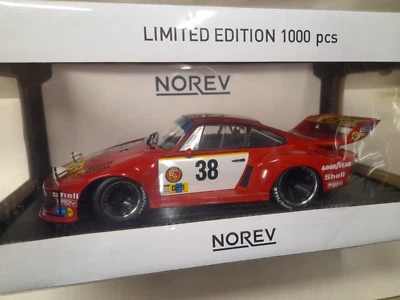 LIMITED EDITION 1000 pcs
NOREV
38
GOODYEAR
Shell
Shell
NOREV